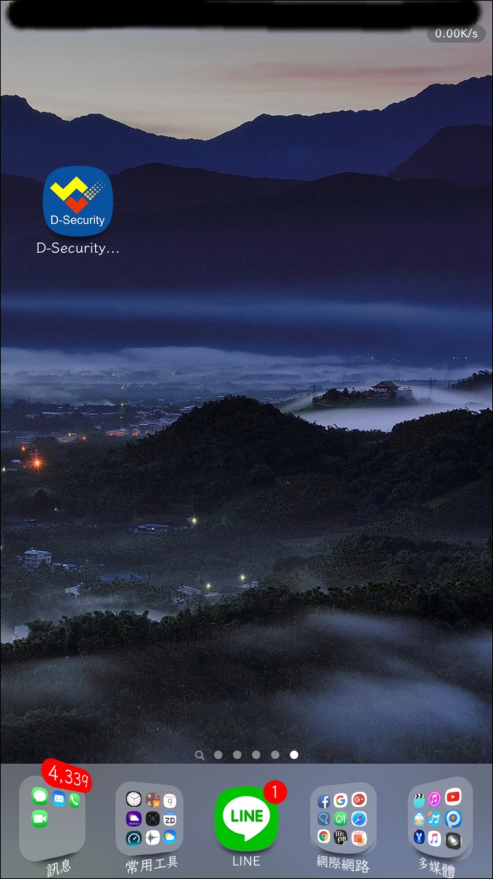 0.00K/s
D-Security
D-Security...
4,339
1
LINE
訊息
常用工具
LINE
網際網路
多媒體